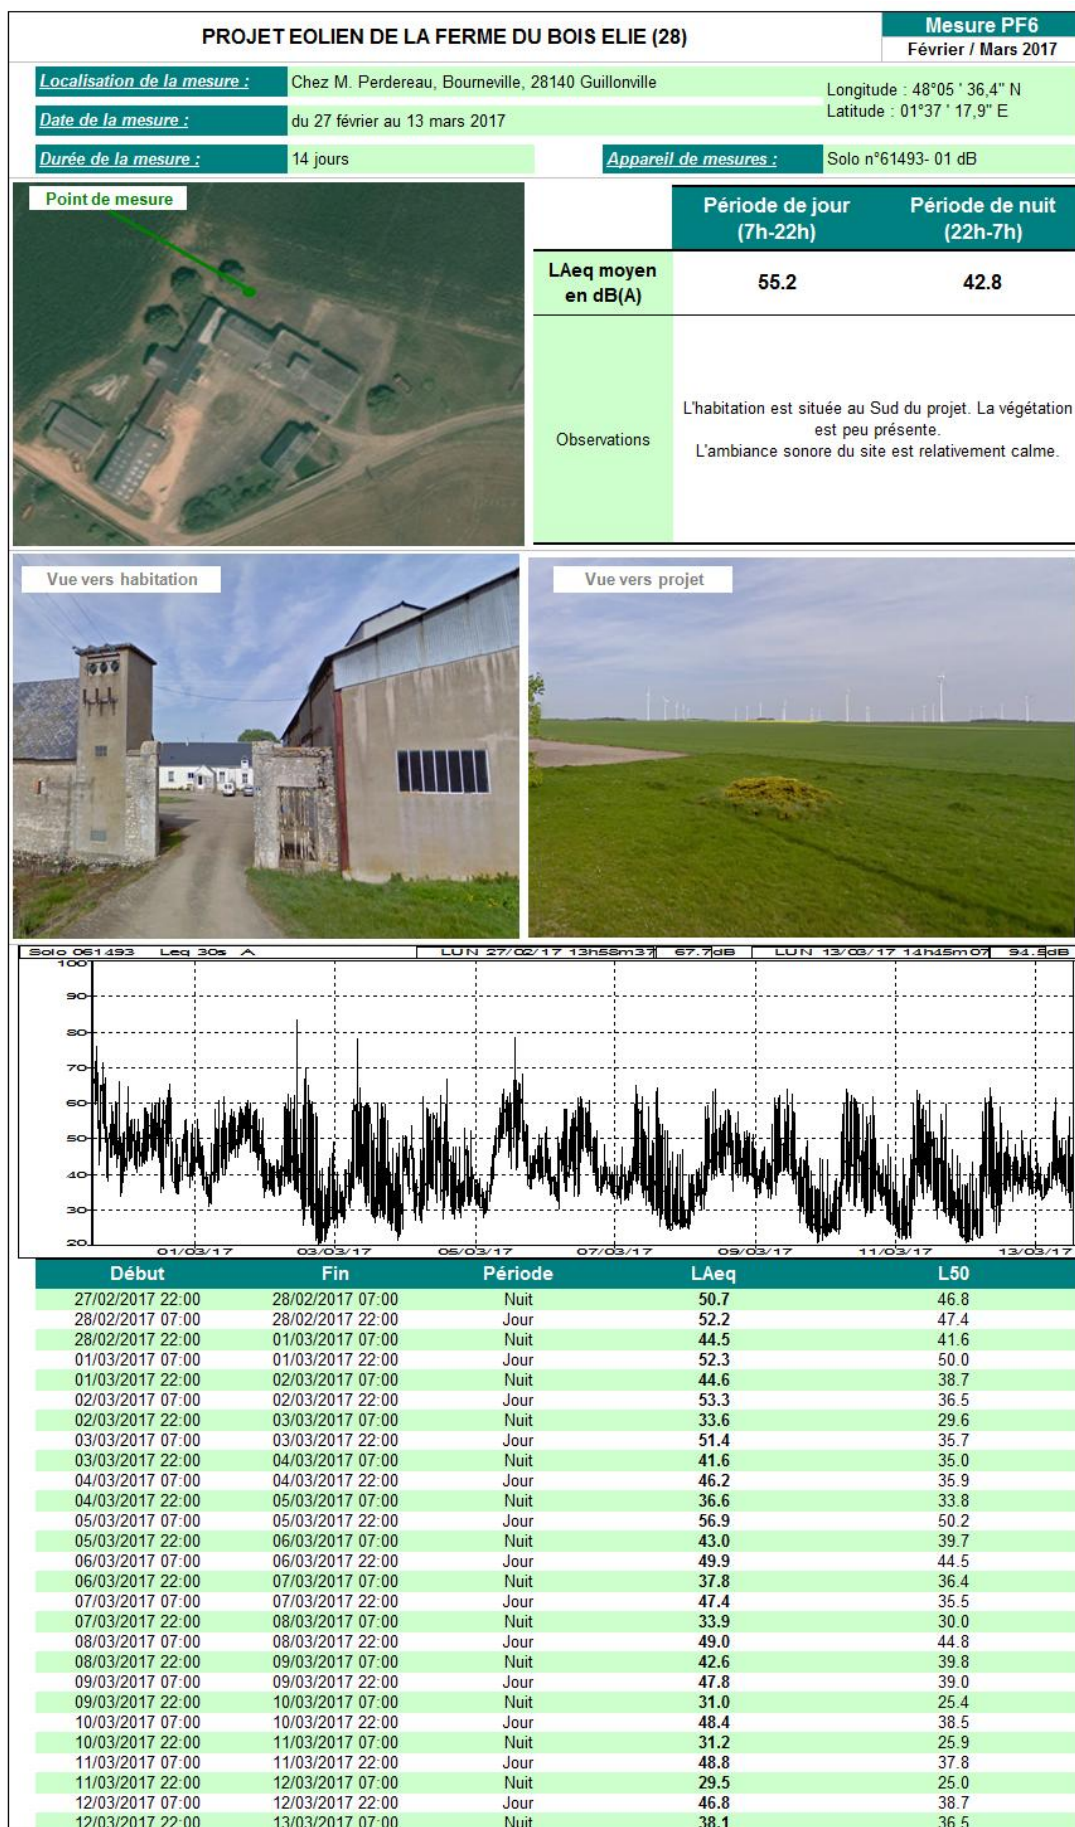 PROJET EOLIEN DE LA FERME DU BOIS ELIE (28)
Mesure PF6
Février / Mars 2017
Localisation de la mesure :
Chez M. Perdereau, Bourneville, 28140 Guillonville
Longitude : 48°05 ' 36,4" N
Latitude : 01°37 ' 17,9" E
Date de la mesure :
du 27 février au 13 mars 2017
Durée de la mesure :
14 jours
Appareil de mesures :
Solo n°61493- 01 dB
Point de mesure
Période de jour (7h-22h)
Période de nuit (22h-7h)
LAeq moyen en dB(A)
55.2
42.8
Observations
L'habitation est située au Sud du projet. La végétation
est peu présente.
L'ambiance sonore du site est relativement calme.
Vue vers habitation
Vue vers projet
Solo 061493 Leq 30s A LUN 27/02/17 13h58m37 67.7dB LUN 13/03/17 14h45m07 94.5dB
100
90
80
70
60
50
40
30
20
01/03/17 03/03/17 05/03/17 07/03/17 09/03/17 11/03/17 13/03/17
Début Fin Période LAeq L50
27/02/2017 22:00 28/02/2017 07:00 Nuit 50.7 46.8
28/02/2017 07:00 28/02/2017 22:00 Jour 52.2 47.4
28/02/2017 22:00 01/03/2017 07:00 Nuit 44.5 41.6
01/03/2017 07:00 01/03/2017 22:00 Jour 52.3 50.0
01/03/2017 22:00 02/03/2017 07:00 Nuit 44.6 38.7
02/03/2017 07:00 02/03/2017 22:00 Jour 53.3 36.5
02/03/2017 22:00 03/03/2017 07:00 Nuit 33.6 29.6
03/03/2017 07:00 03/03/2017 22:00 Jour 51.4 35.7
03/03/2017 22:00 04/03/2017 07:00 Nuit 41.6 35.0
04/03/2017 07:00 04/03/2017 22:00 Jour 46.2 35.9
04/03/2017 22:00 05/03/2017 07:00 Nuit 36.6 33.8
05/03/2017 07:00 05/03/2017 22:00 Jour 56.9 50.2
05/03/2017 22:00 06/03/2017 07:00 Nuit 43.0 39.7
06/03/2017 07:00 06/03/2017 22:00 Jour 49.9 44.5
06/03/2017 22:00 07/03/2017 07:00 Nuit 37.8 36.4
07/03/2017 07:00 07/03/2017 22:00 Jour 47.4 35.5
07/03/2017 22:00 08/03/2017 07:00 Nuit 33.9 30.0
08/03/2017 07:00 08/03/2017 22:00 Jour 49.0 44.8
08/03/2017 22:00 09/03/2017 07:00 Nuit 42.6 39.8
09/03/2017 07:00 09/03/2017 22:00 Jour 47.8 39.0
09/03/2017 22:00 10/03/2017 07:00 Nuit 31.0 25.4
10/03/2017 07:00 10/03/2017 22:00 Jour 48.4 38.5
10/03/2017 22:00 11/03/2017 07:00 Nuit 31.2 25.9
11/03/2017 07:00 11/03/2017 22:00 Jour 48.8 37.8
11/03/2017 22:00 12/03/2017 07:00 Nuit 29.5 25.0
12/03/2017 07:00 12/03/2017 22:00 Jour 46.8 38.7
12/03/2017 22:00 13/03/2017 07:00 Nuit 38.1 36.5